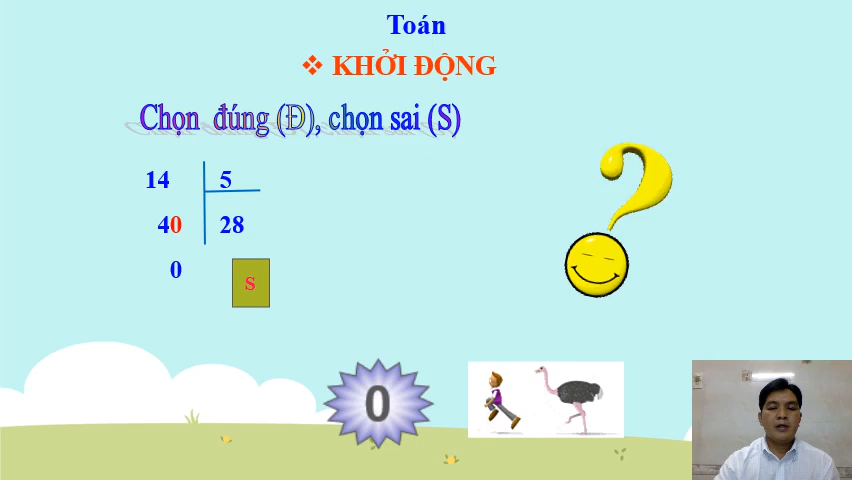 Toán
❖ KHỞI ĐỘNG
Chọn đúng (Đ), chọn sai (S)
14 5
40 28
0
S
0